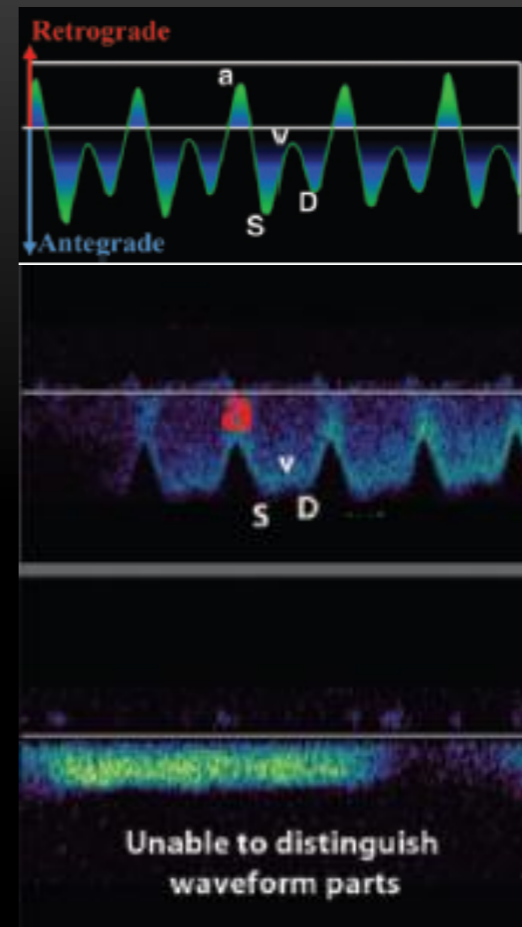 Retrograde
a
v
S D
Antegrade
a
v
S D
Unable to distinguish
waveform parts